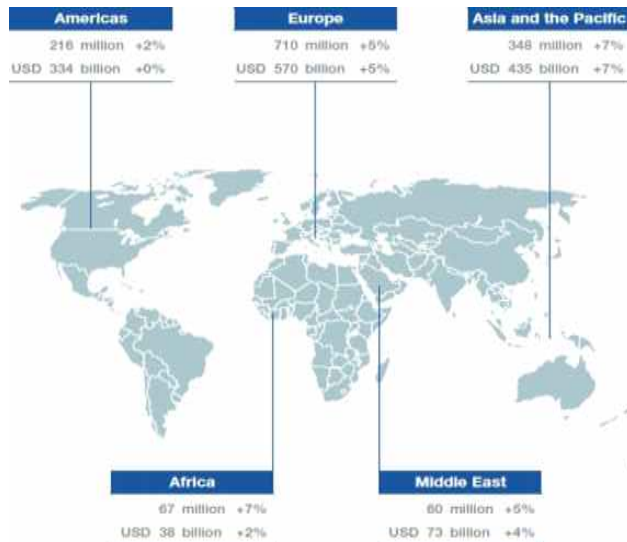 Americas
216 million +2%
USD 334 billion +0%
Europe
710 million +5%
USD 570 billion +5%
Asia and the Pacific
348 million +7%
USD 435 billion +7%
Africa
67 million +7%
USD 38 billion +2%
Middle East
60 million +5%
USD 73 billion +4%